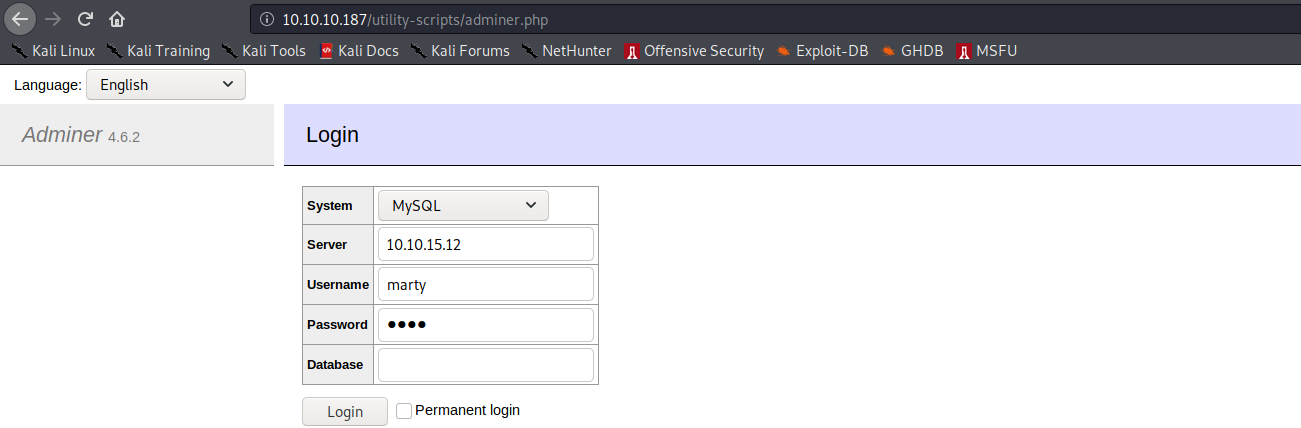 10.10.10.187/utility-scripts/adminer.php
Kali Linux Kali Training Kali Tools Kali Docs Kali Forums NetHunter Offensive Security Exploit-DB GHDB MSFU
Language: English
Adminer 4.6.2
Login
System MySQL
Server 10.10.15.12
Username marty
Password ●●●●
Database
Login Permanent login